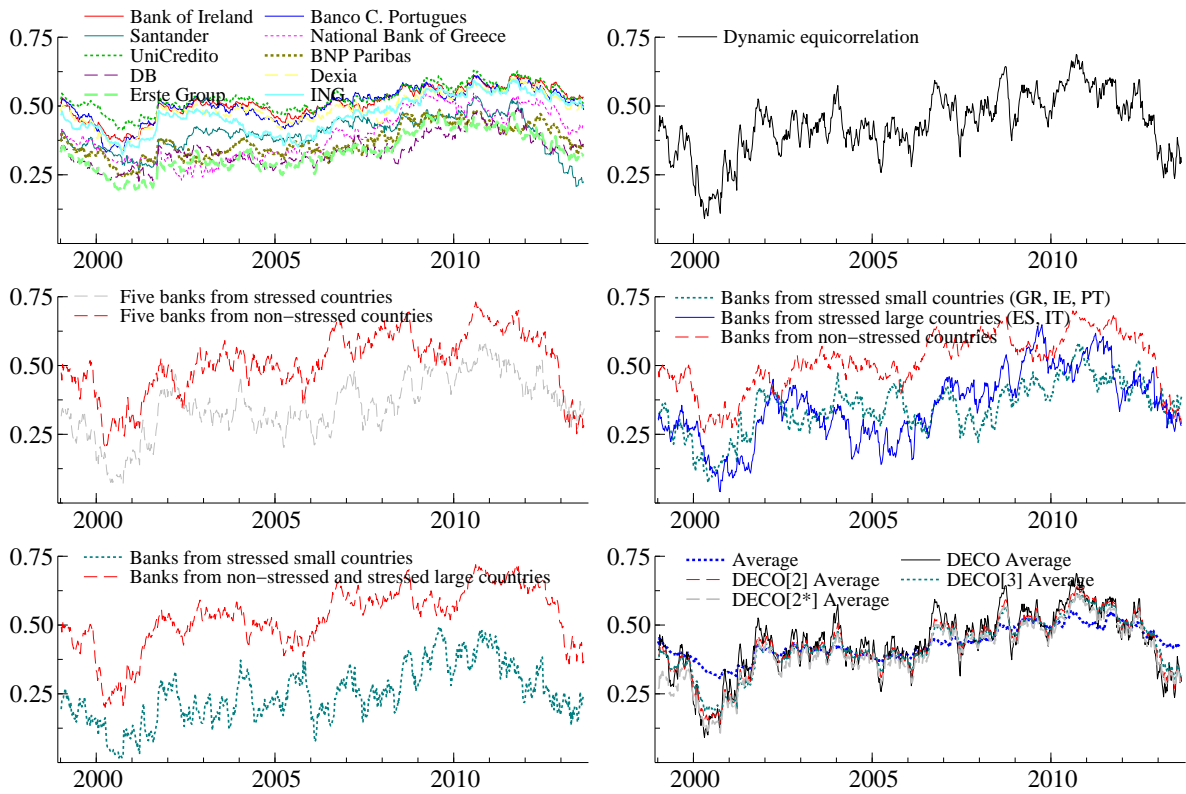 Bank of Ireland Banco C. Portugues
Santander National Bank of Greece
UniCredito BNP Paribas
DB Dexia
Erste Group ING
0.75
0.50
0.25
2000 2005 2010
Dynamic equicorrelation
0.75
0.50
0.25
2000 2005 2010
Five banks from stressed countries
Five banks from non−stressed countries
0.75
0.50
0.25
2000 2005 2010
Banks from stressed small countries (GR, IE, PT)
Banks from stressed large countries (ES, IT)
Banks from non−stressed countries
0.75
0.50
0.25
2000 2005 2010
Banks from stressed small countries
Banks from non−stressed and stressed large countries
0.75
0.50
0.25
2000 2005 2010
Average DECO Average
DECO[2] Average DECO[3] Average
DECO[2*] Average
0.75
0.50
0.25
2000 2005 2010